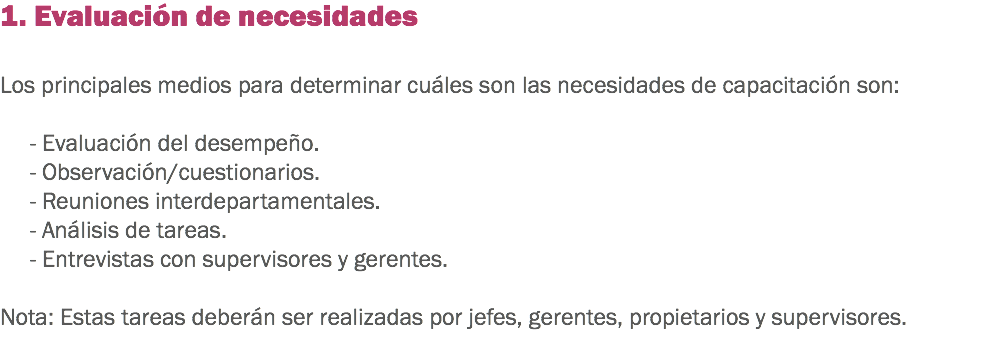 1. Evaluación de necesidades
Los principales medios para determinar cuáles son las necesidades de capacitación son:
- Evaluación del desempeño.
- Observación/cuestionarios.
- Reuniones interdepartamentales.
- Análisis de tareas.
- Entrevistas con supervisores y gerentes.
Nota: Estas tareas deberán ser realizadas por jefes, gerentes, propietarios y supervisores.